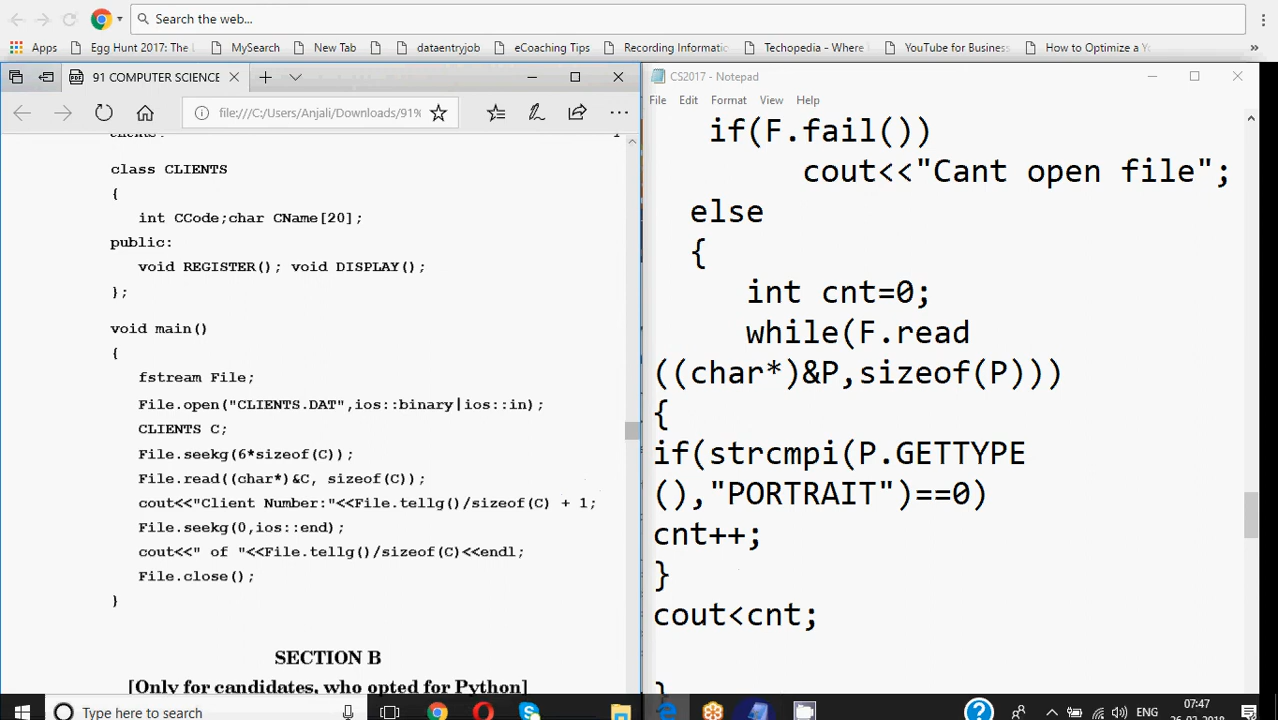 Search the web...
Apps Egg Hunt 2017: The L MySearch New Tab dataentryjob eCoaching Tips Recording Informatic Techopedia - Where YouTube for Business How to Optimize a Yo »
91 COMPUTER SCIENCE
file:///C:/Users/Anjali/Downloads/91%
class CLIENTS
{
int CCode;char CName[20];
public:
void REGISTER(); void DISPLAY();
};
void main()
{
fstream File;
File.open("CLIENTS.DAT",ios::binary|ios::in);
CLIENTS C;
File.seekg(6*sizeof(C));
File.read((char*)&C, sizeof(C));
cout<<"Client Number:"<<File.tellg()/sizeof(C) + 1;
File.seekg(0,ios::end);
cout<<" of "<<File.tellg()/sizeof(C)<<endl;
File.close();
}
SECTION B
[Only for candidates, who opted for Python]
CS2017 - Notepad
File Edit Format View Help
if(F.fail())
cout<<"Cant open file";
else
{
int cnt=0;
while(F.read
((char*)&P,sizeof(P)))
{
if(strcmpi(P.GETTYPE
(),"PORTRAIT")==0)
cnt++;
}
cout<cnt;
}
Type here to search
ENG
07:47